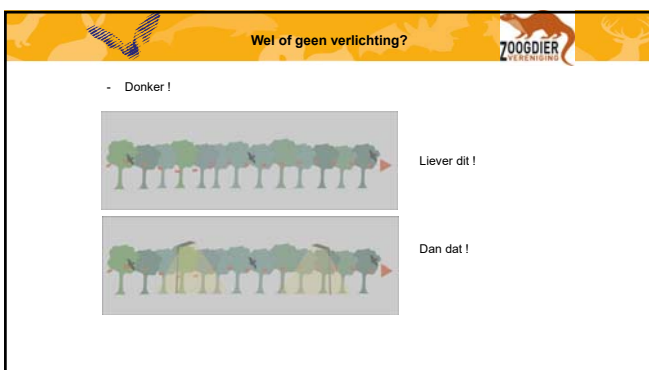 Wel of geen verlichting?
ZOOGDIER
VERENIGING
- Donker !
Liever dit !
Dan dat !